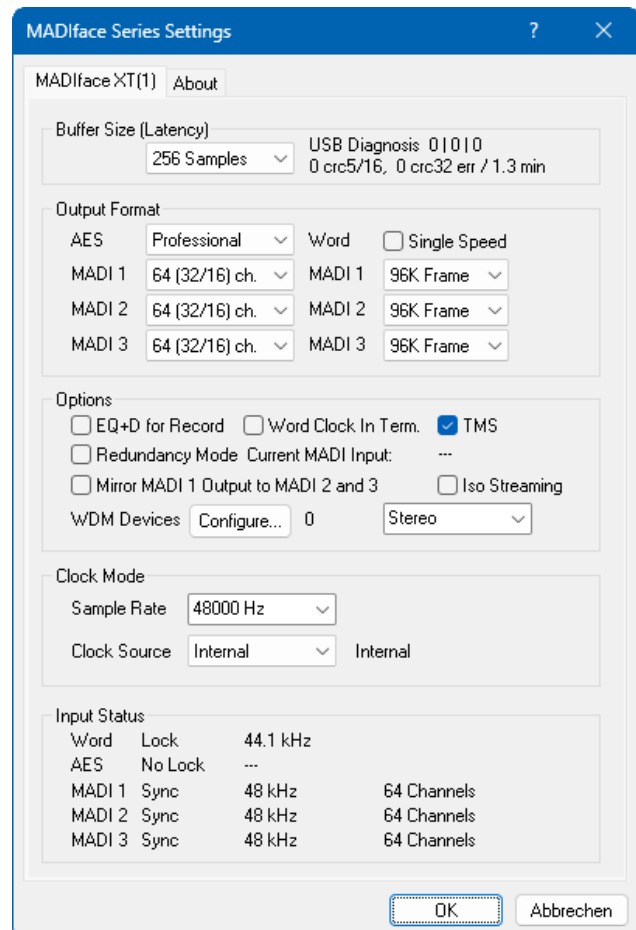 MADIface Series Settings ?
MADIface XT(1) About
Buffer Size (Latency)
256 Samples USB Diagnosis 0|0|0
0 crc5/16, 0 crc32 err / 1.3 min
Output Format
AES Professional Word Single Speed
MADI 1 64 (32/16) ch. MADI 1 96K Frame
MADI 2 64 (32/16) ch. MADI 2 96K Frame
MADI 3 64 (32/16) ch. MADI 3 96K Frame
Options
EQ+D for Record Word Clock In Term. TMS
Redundancy Mode Current MADI Input: ---
Mirror MADI 1 Output to MADI 2 and 3 Iso Streaming
WDM Devices Configure... 0 Stereo
Clock Mode
Sample Rate 48000 Hz
Clock Source Internal Internal
Input Status
Word Lock 44.1 kHz
AES No Lock ---
MADI 1 Sync 48 kHz 64 Channels
MADI 2 Sync 48 kHz 64 Channels
MADI 3 Sync 48 kHz 64 Channels
OK Abbrechen